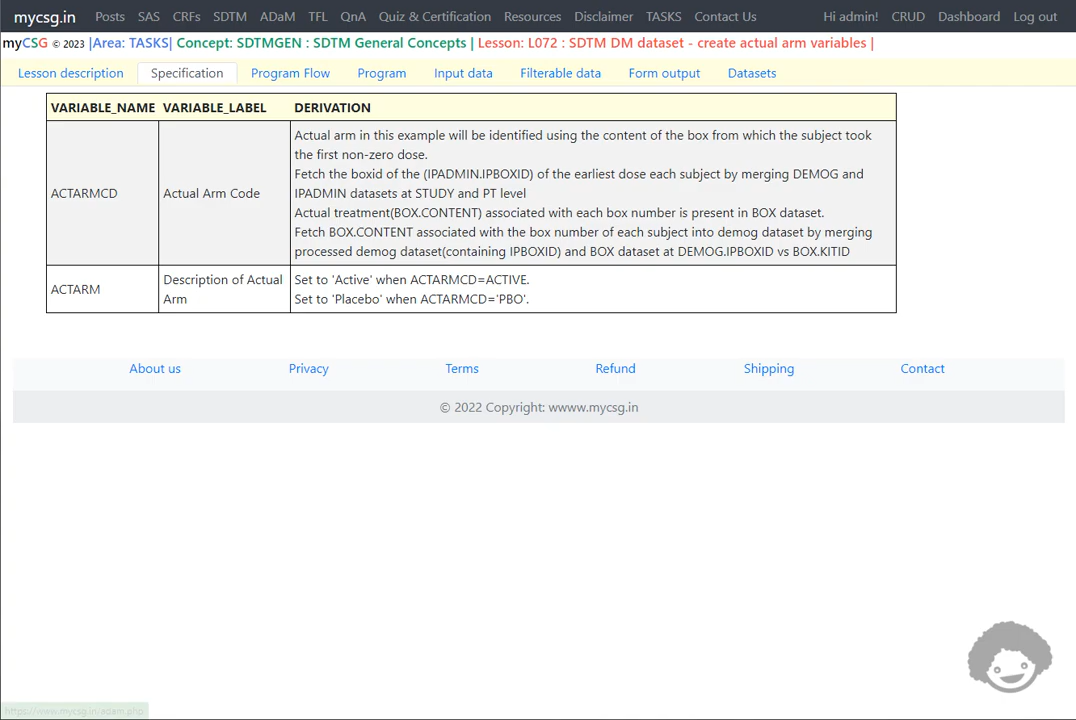 mycsg.in Posts SAS CRFs SDTM ADaM TFL QnA Quiz & Certification Resources Disclaimer TASKS Contact Us Hi admin! CRUD Dashboard Log out
myCSG © 2023 |Area: TASKS| Concept: SDTMGEN : SDTM General Concepts | Lesson: L072 : SDTM DM dataset - create actual arm variables |
Lesson description Specification Program Flow Program Input data Filterable data Form output Datasets
VARIABLE_NAME VARIABLE_LABEL DERIVATION
ACTARMCD
Actual Arm Code
Actual arm in this example will be identified using the content of the box from which the subject took
the first non-zero dose.
Fetch the boxid of the (IPADMIN.IPBOXID) of the earliest dose each subject by merging DEMOG and
IPADMIN datasets at STUDY and PT level
Actual treatment(BOX.CONTENT) associated with each box number is present in BOX dataset.
Fetch BOX.CONTENT associated with the box number of each subject into demog dataset by merging
processed demog dataset(containing IPBOXID) and BOX dataset at DEMOG.IPBOXID vs BOX.KITID
ACTARM
Description of Actual
Arm
Set to 'Active' when ACTARMCD=ACTIVE.
Set to 'Placebo' when ACTARMCD='PBO'.
About us Privacy Terms Refund Shipping Contact
© 2022 Copyright: wwww.mycsg.in
https://www.mycsg.in/adam.php